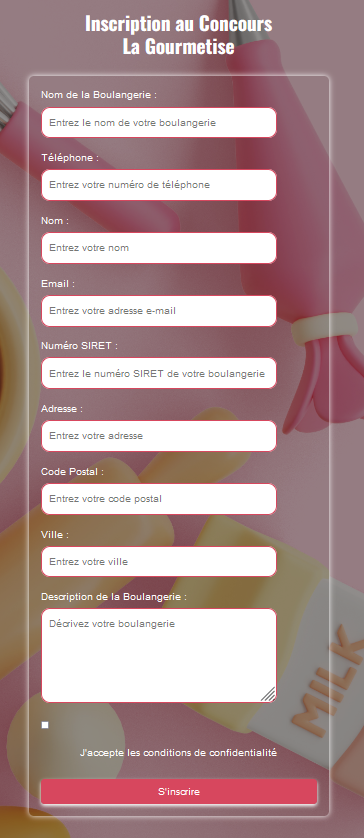 Inscription au Concours
La Gourmetise
Nom de la Boulangerie :
Entrez le nom de votre boulangerie
Téléphone :
Entrez votre numéro de téléphone
Nom :
Entrez votre nom
Email :
Entrez votre adresse e-mail
Numéro SIRET :
Entrez le numéro SIRET de votre boulangerie
Adresse :
Entrez votre adresse
Code Postal :
Entrez votre code postal
Ville :
Entrez votre ville
Description de la Boulangerie :
Décrivez votre boulangerie
MILK
J'accepte les conditions de confidentialité
S'inscrire